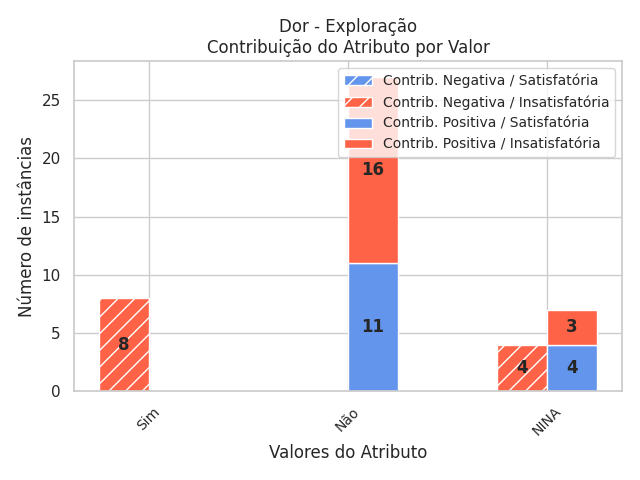 Dor - Exploração
Contribuição do Atributo por Valor
Contrib. Negativa / Satisfatória
Contrib. Negativa / Insatisfatória
Contrib. Positiva / Satisfatória
Contrib. Positiva / Insatisfatória
Número de instâncias
25
20
15
10
5
0
8
16
11
4
3
4
Sim
Não
NINA
Valores do Atributo